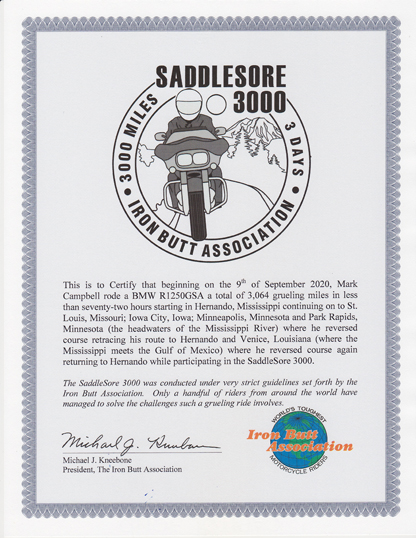 SADDLESORE
3000
3000 MILES
3 DAYS
IRON BUTT ASSOCIATION
This is to Certify that beginning on the 9th of September 2020, Mark
Campbell rode a BMW R1250GSA a total of 3,064 grueling miles in less
than seventy-two hours starting in Hernando, Mississippi continuing on to St.
Louis, Missouri; Iowa City, Iowa; Minneapolis, Minnesota and Park Rapids,
Minnesota (the headwaters of the Mississippi River) where he reversed
course retracing his route to Hernando and Venice, Louisiana (where the
Mississippi meets the Gulf of Mexico) where he reversed course again
returning to Hernando while participating in the SaddleSore 3000.
The SaddleSore 3000 was conducted under very strict guidelines set forth by the
Iron Butt Association. Only a handful of riders from around the world have
managed to solve the challenges such a grueling ride involves.
Michael J. Kneebone
Michael J. Kneebone
President, The Iron Butt Association
WORLD'S TOUGHEST
Iron Butt
Association
MOTORCYCLE RIDERS